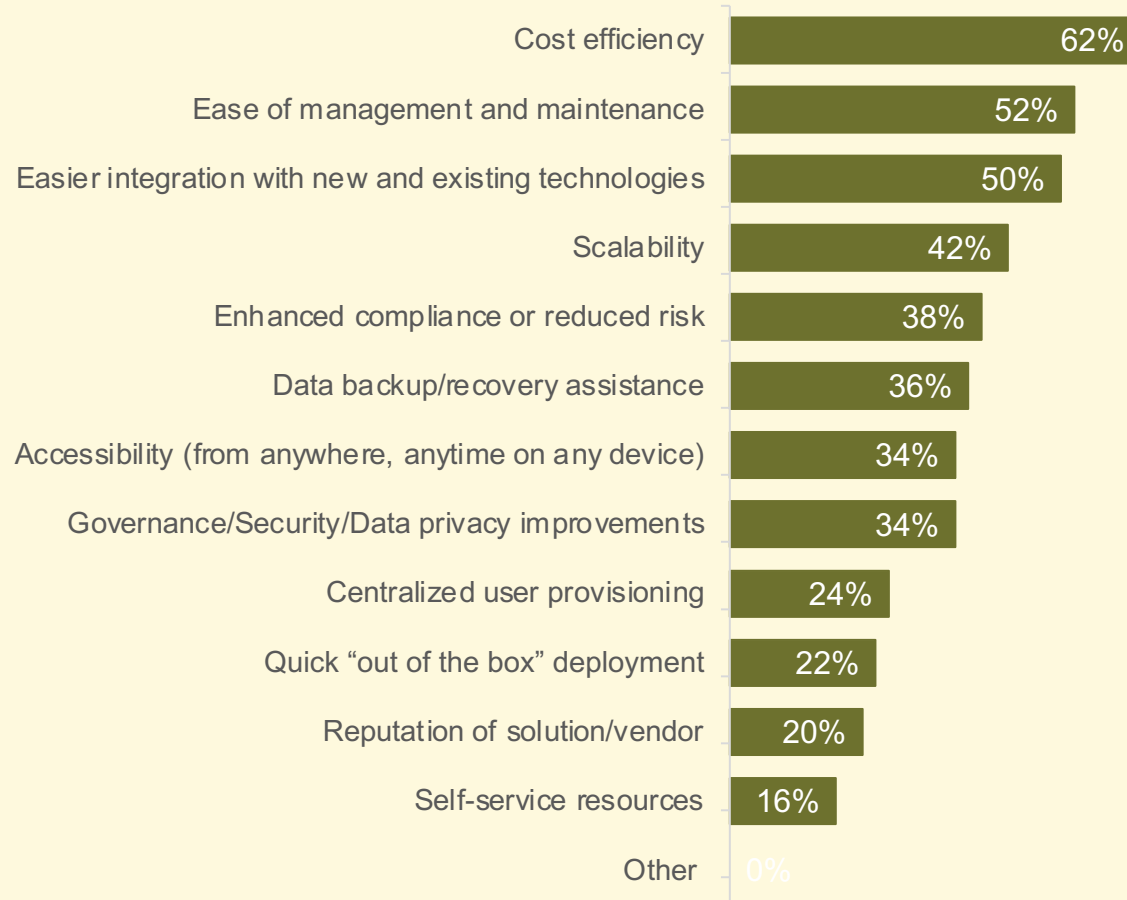 Cost efficiency 62%
Ease of management and maintenance 52%
Easier integration with new and existing technologies 50%
Scalability 42%
Enhanced compliance or reduced risk 38%
Data backup/recovery assistance 36%
Accessibility (from anywhere, anytime on any device) 34%
Governance/Security/Data privacy improvements 34%
Centralized user provisioning 24%
Quick “out of the box” deployment 22%
Reputation of solution/vendor 20%
Self-service resources 16%
Other 0%